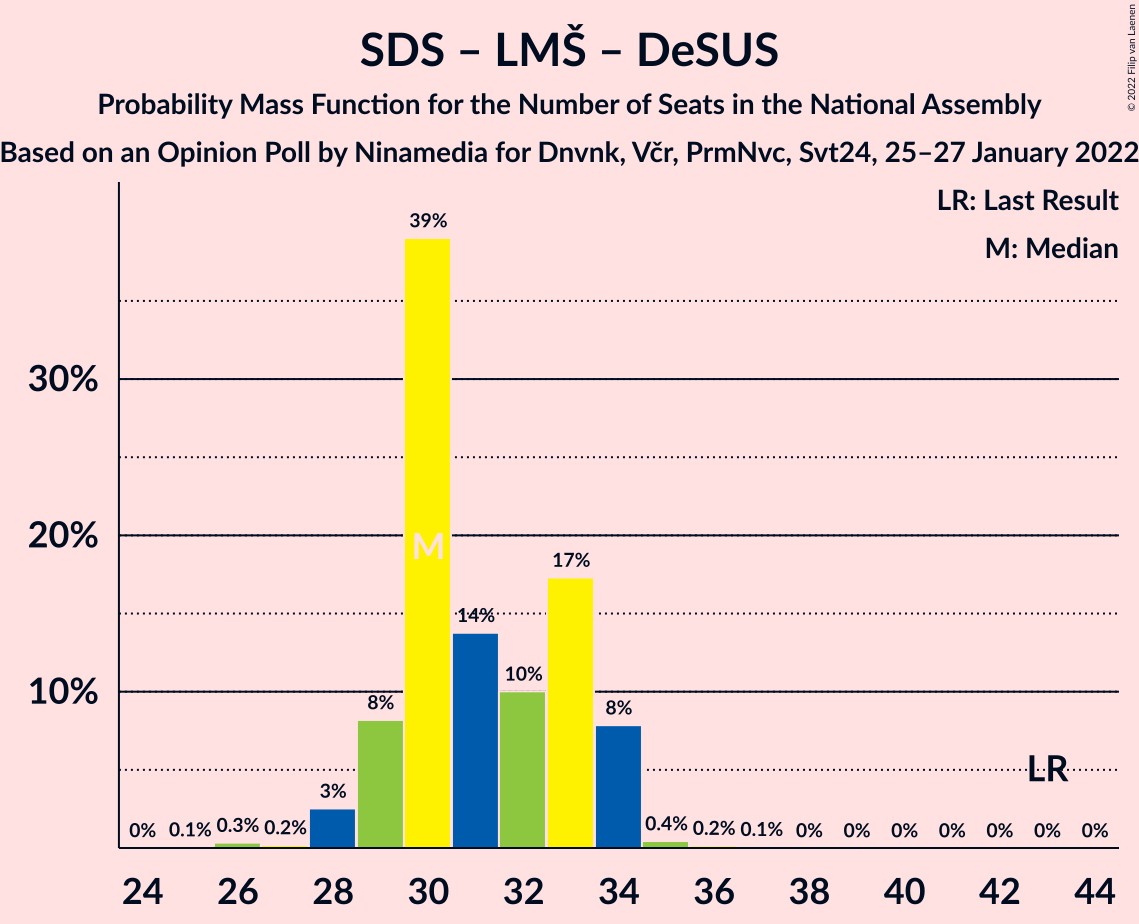 SDS – LMŠ – DeSUS
Probability Mass Function for the Number of Seats in the National Assembly
Based on an Opinion Poll by Ninamedia for Dnvnk, Včr, PrmNvc, Svt24, 25–27 January 2022
© 2022 Filip van Laenen
LR: Last Result
M: Median
30%
20%
10%
0%
0.1%
0.3%
0.2%
3%
8%
39%
M
14%
10%
17%
8%
0.4%
0.2%
0.1%
0%
0%
0%
0%
0%
0%
0%
LR
24 26 28 30 32 34 36 38 40 42 44